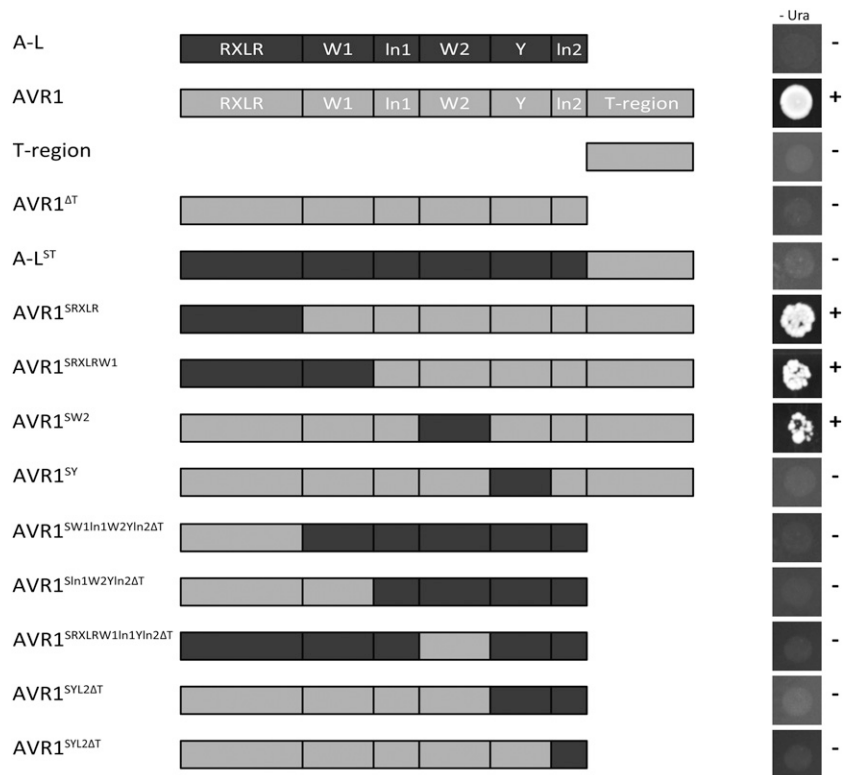 - Ura
A-L RXLR W1 In1 W2 Y In2 -
AVR1 RXLR W1 In1 W2 Y In2 T-region +
T-region -
AVR1ΔT -
A-LST -
AVR1SRXLR +
AVR1SRXLRW1 +
AVR1SW2 +
AVR1SY -
AVR1SW1In1W2YIn2ΔT -
AVR1SIn1W2YIn2ΔT -
AVR1SRXLRW1In1YIn2ΔT -
AVR1SYL2ΔT -
AVR1SYL2ΔT -